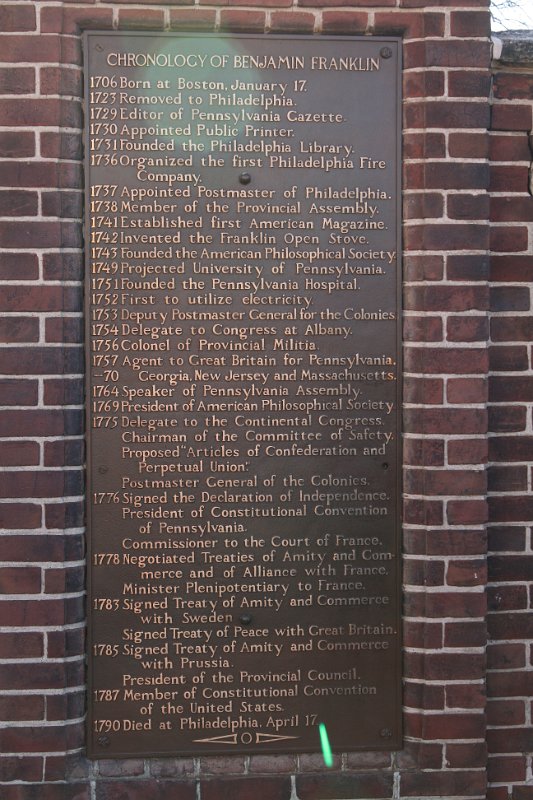 CHRONOLOGY OF BENJAMIN FRANKLIN
1706 Born at Boston, January 17.
1723 Removed to Philadelphia.
1729 Editor of Pennsylvania Gazette.
1730 Appointed Public Printer.
1731 Founded the Philadelphia Library.
1736 Organized the first Philadelphia Fire
Company.
1737 Appointed Postmaster of Philadelphia.
1738 Member of the Provincial Assembly.
1741 Established first American Magazine.
1742 Invented the Franklin Open Stove.
1743 Founded the American Philosophical Society.
1749 Projected University of Pennsylvania.
1751 Founded the Pennsylvania Hospital.
1752 First to utilize electricity.
1753 Deputy Postmaster General for the Colonies.
1754 Delegate to Congress at Albany.
1756 Colonel of Provincial Militia.
1757 Agent to Great Britain for Pennsylvania,
--70 Georgia, New Jersey and Massachusetts.
1764 Speaker of Pennsylvania Assembly.
1769 President of American Philosophical Society.
1775 Delegate to the Continental Congress.
Chairman of the Committee of Safety.
Proposed "Articles of Confederation and
Perpetual Union".
Postmaster General of the Colonies.
1776 Signed the Declaration of Independence.
President of Constitutional Convention
of Pennsylvania.
Commissioner to the Court of France.
1778 Negotiated Treaties of Amity and Com-
merce and of Alliance with France.
Minister Plenipotentiary to France.
1783 Signed Treaty of Amity and Commerce
with Sweden
Signed Treaty of Peace with Great Britain.
1785 Signed Treaty of Amity and Commerce
with Prussia.
President of the Provincial Council.
1787 Member of Constitutional Convention
of the United States.
1790 Died at Philadelphia, April 17